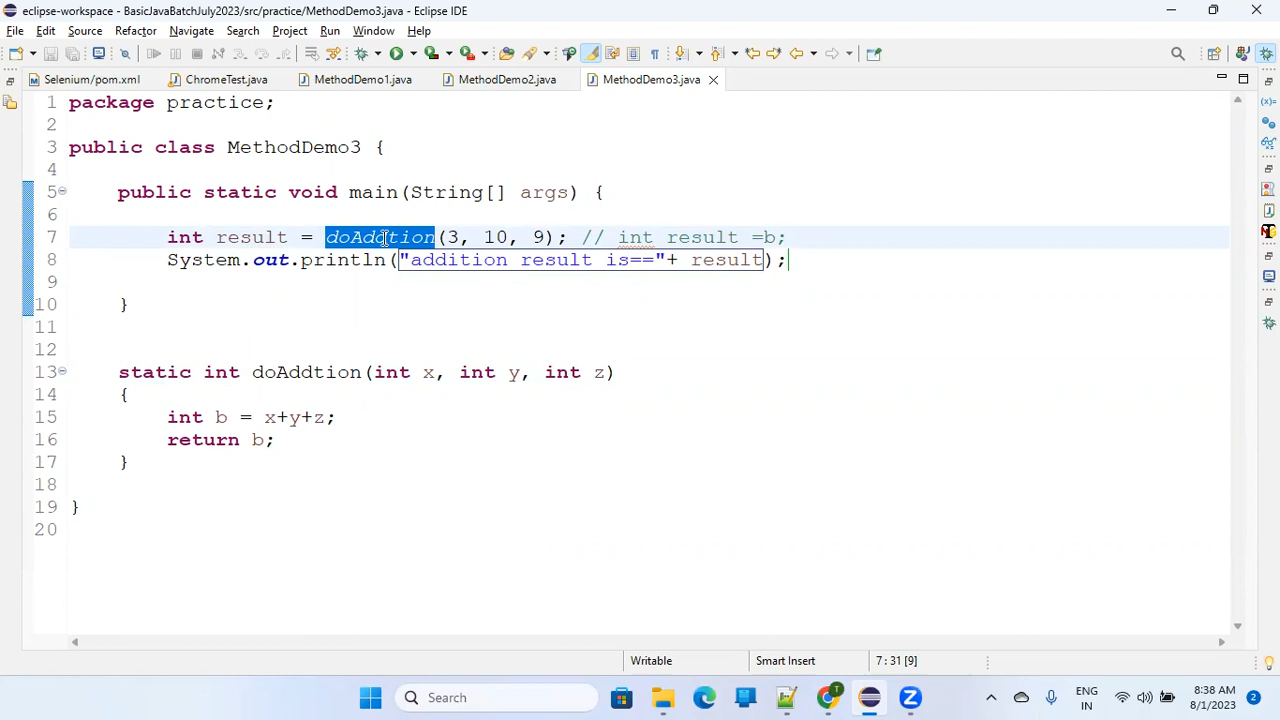 eclipse-workspace - BasicJavaBatchJuly2023/src/practice/MethodDemo3.java - Eclipse IDE
File Edit Source Refactor Navigate Search Project Run Window Help
Selenium/pom.xml ChromeTest.java MethodDemo1.java MethodDemo2.java MethodDemo3.java
1 package practice;
2
3 public class MethodDemo3 {
4
5 public static void main(String[] args) {
6
7 int result = doAddtion(3, 10, 9); // int result =b;
8 System.out.println("addition result is=="+ result);
9
10 }
11
12
13 static int doAddtion(int x, int y, int z)
14 {
15 int b = x+y+z;
16 return b;
17 }
18
19 }
20
Writable Smart Insert 7 : 31 [9]
Search ENG IN 8:38 AM 8/1/2023 2